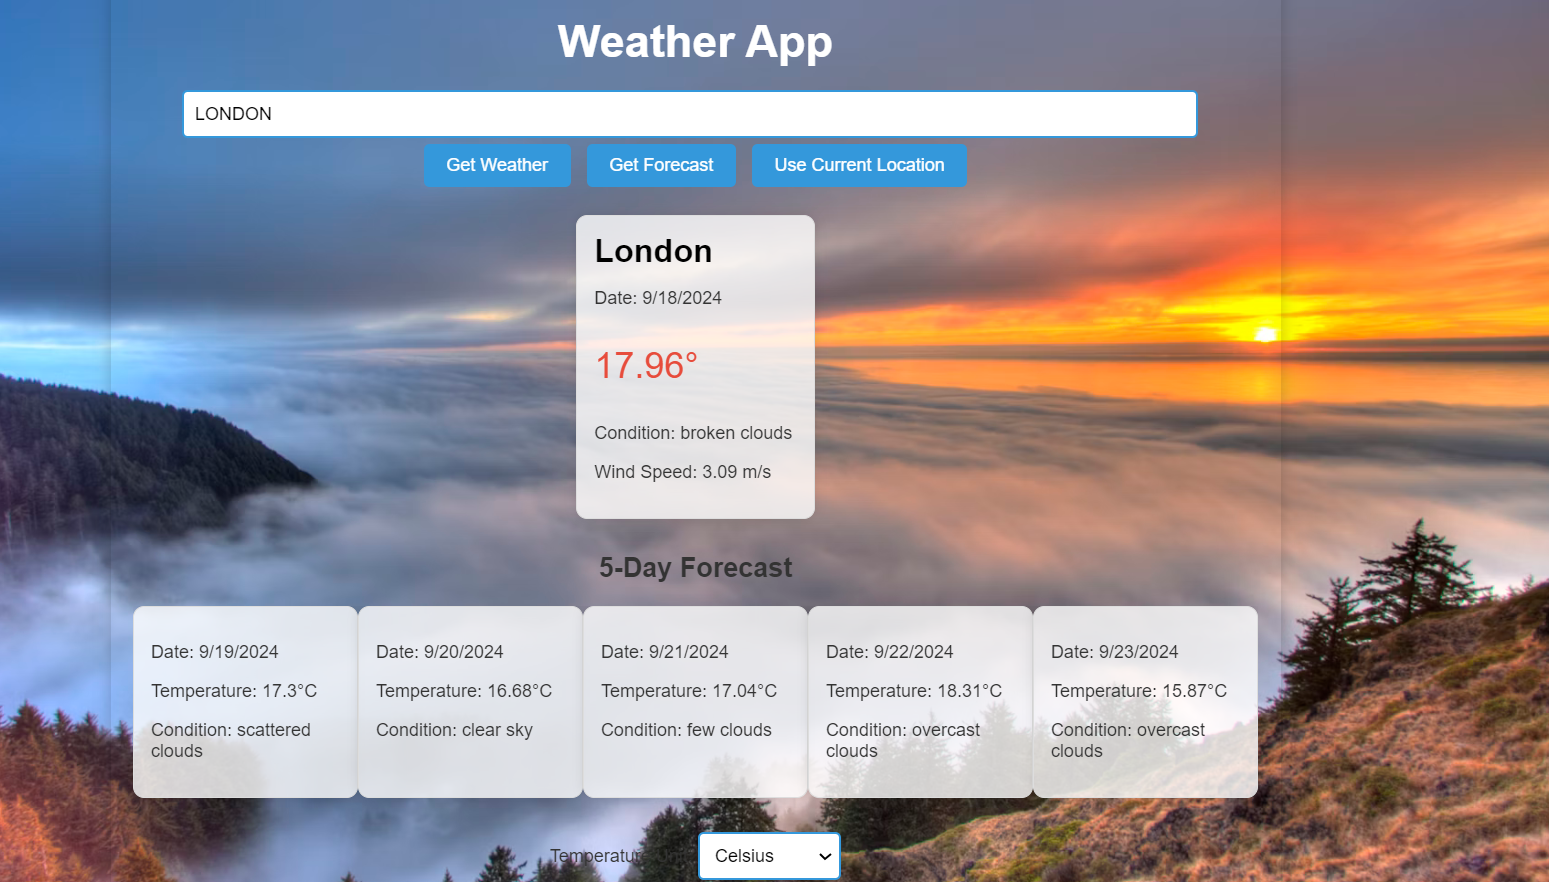 Weather App
LONDON
Get Weather Get Forecast Use Current Location
London
Date: 9/18/2024
17.96°
Condition: broken clouds
Wind Speed: 3.09 m/s
5-Day Forecast
Date: 9/19/2024
Temperature: 17.3°C
Condition: scattered
clouds
Date: 9/20/2024
Temperature: 16.68°C
Condition: clear sky
Date: 9/21/2024
Temperature: 17.04°C
Condition: few clouds
Date: 9/22/2024
Temperature: 18.31°C
Condition: overcast
clouds
Date: 9/23/2024
Temperature: 15.87°C
Condition: overcast
clouds
Temperature Celsius